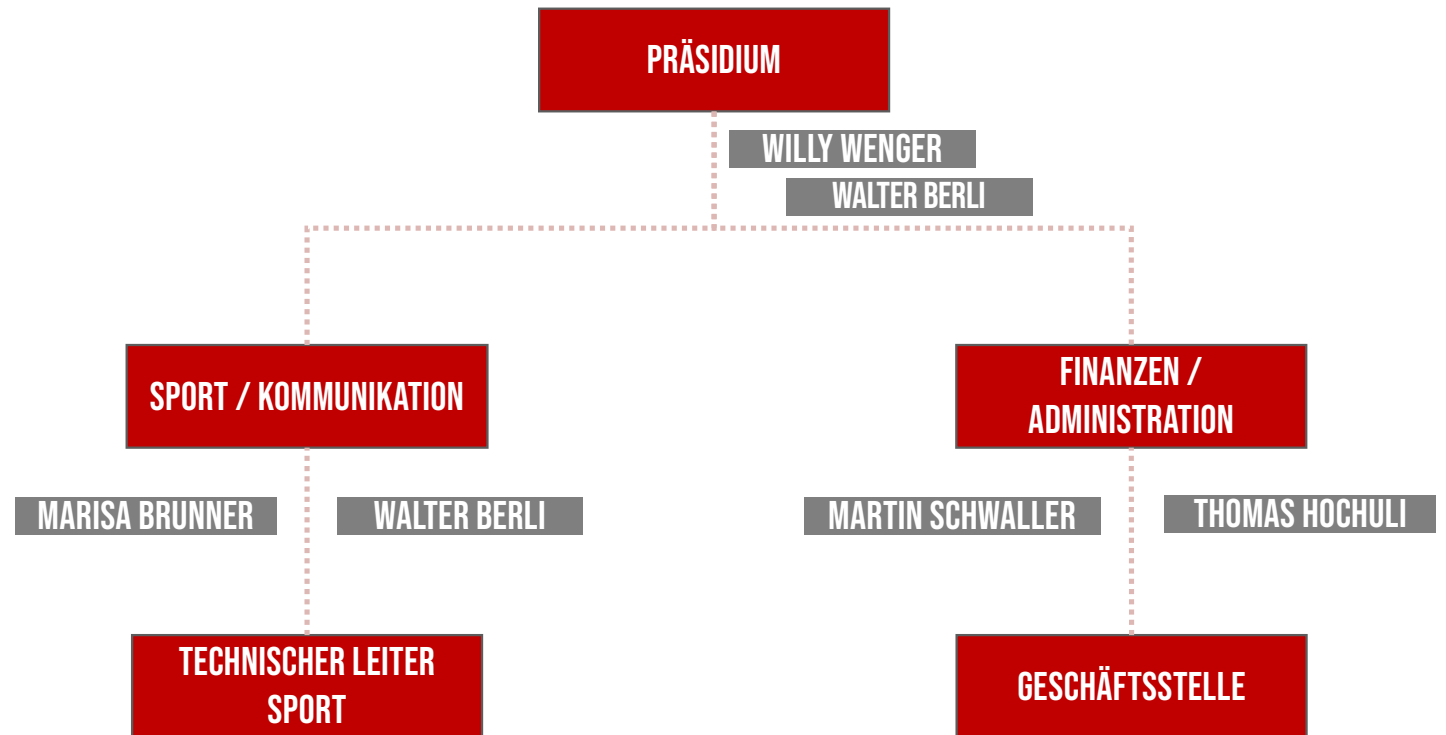 PRÄSIDIUM
WILLY WENGER
WALTER BERLI
SPORT / KOMMUNIKATION
FINANZEN /
ADMINISTRATION
MARISA BRUNNER
WALTER BERLI
MARTIN SCHWALLER
THOMAS HOCHULI
TECHNISCHER LEITER
SPORT
GESCHÄFTSSTELLE